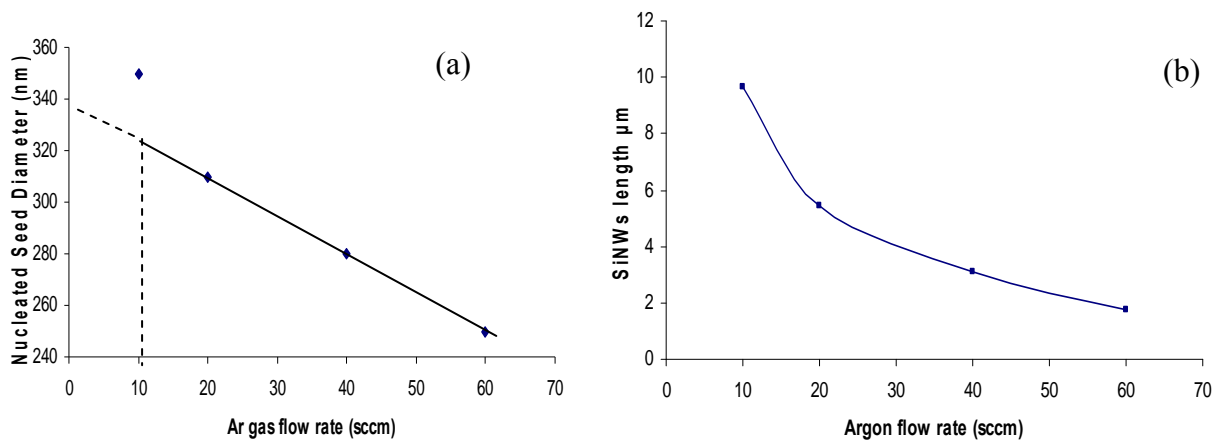 (a)
Nucleated Seed Diameter (nm)
360
340
320
300
280
260
240
0 10 20 30 40 50 60 70
Ar gas flow rate (sccm)
(b)
SiNWs length µm
12
10
8
6
4
2
0
0 10 20 30 40 50 60 70
Argon flow rate (sccm)